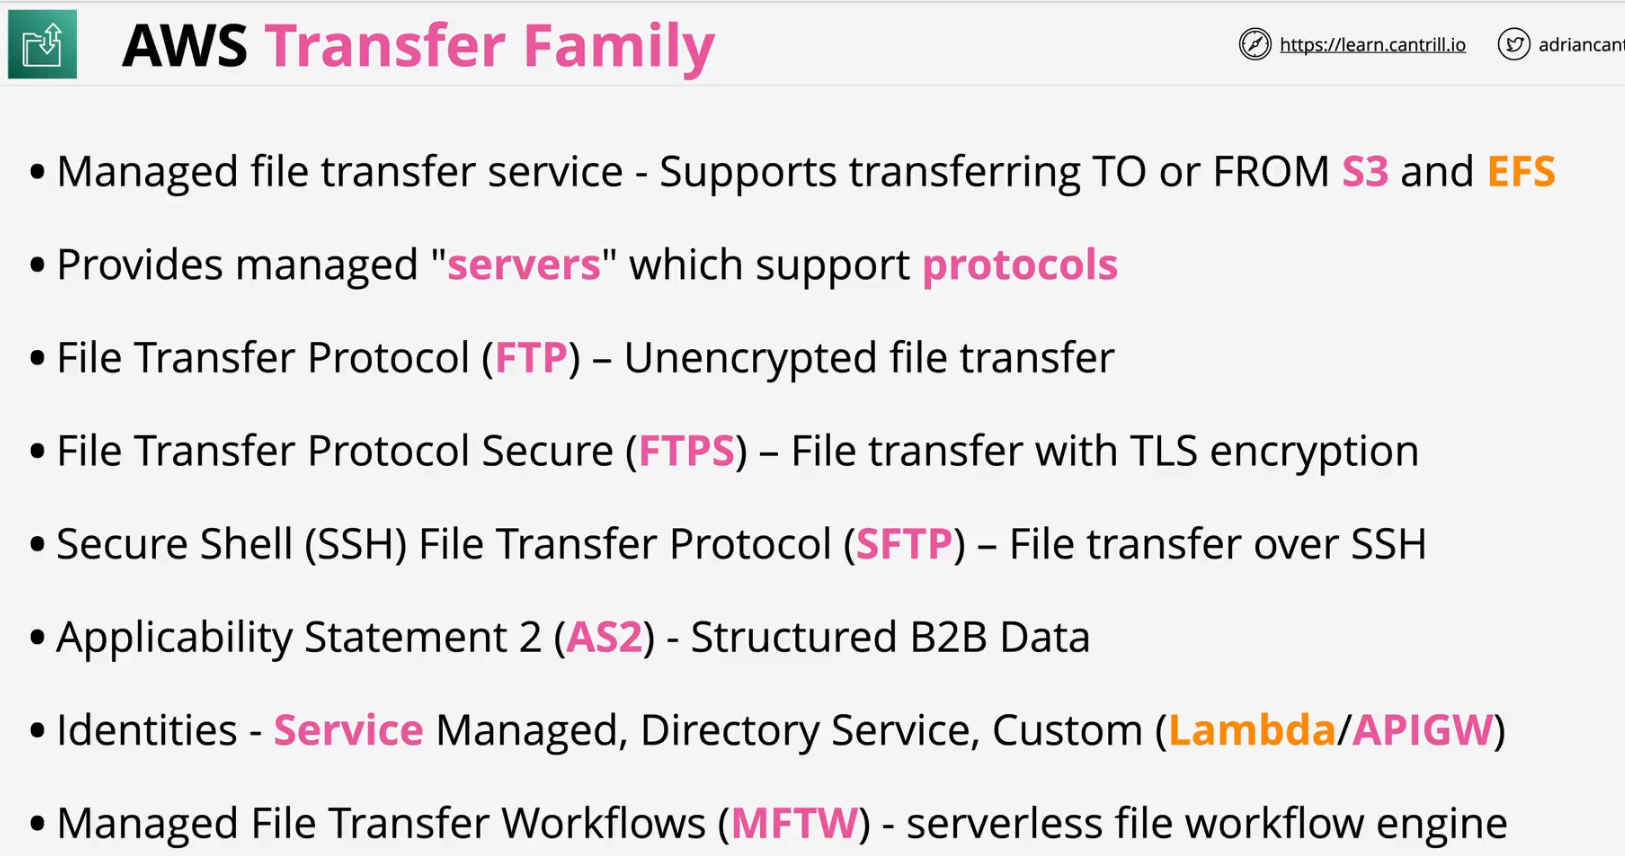 AWS Transfer Family
https://learn.cantrill.io
adriancant
• Managed file transfer service - Supports transferring TO or FROM S3 and EFS
• Provides managed "servers" which support protocols
• File Transfer Protocol (FTP) – Unencrypted file transfer
• File Transfer Protocol Secure (FTPS) – File transfer with TLS encryption
• Secure Shell (SSH) File Transfer Protocol (SFTP) – File transfer over SSH
• Applicability Statement 2 (AS2) - Structured B2B Data
• Identities - Service Managed, Directory Service, Custom (Lambda/APIGW)
• Managed File Transfer Workflows (MFTW) - serverless file workflow engine